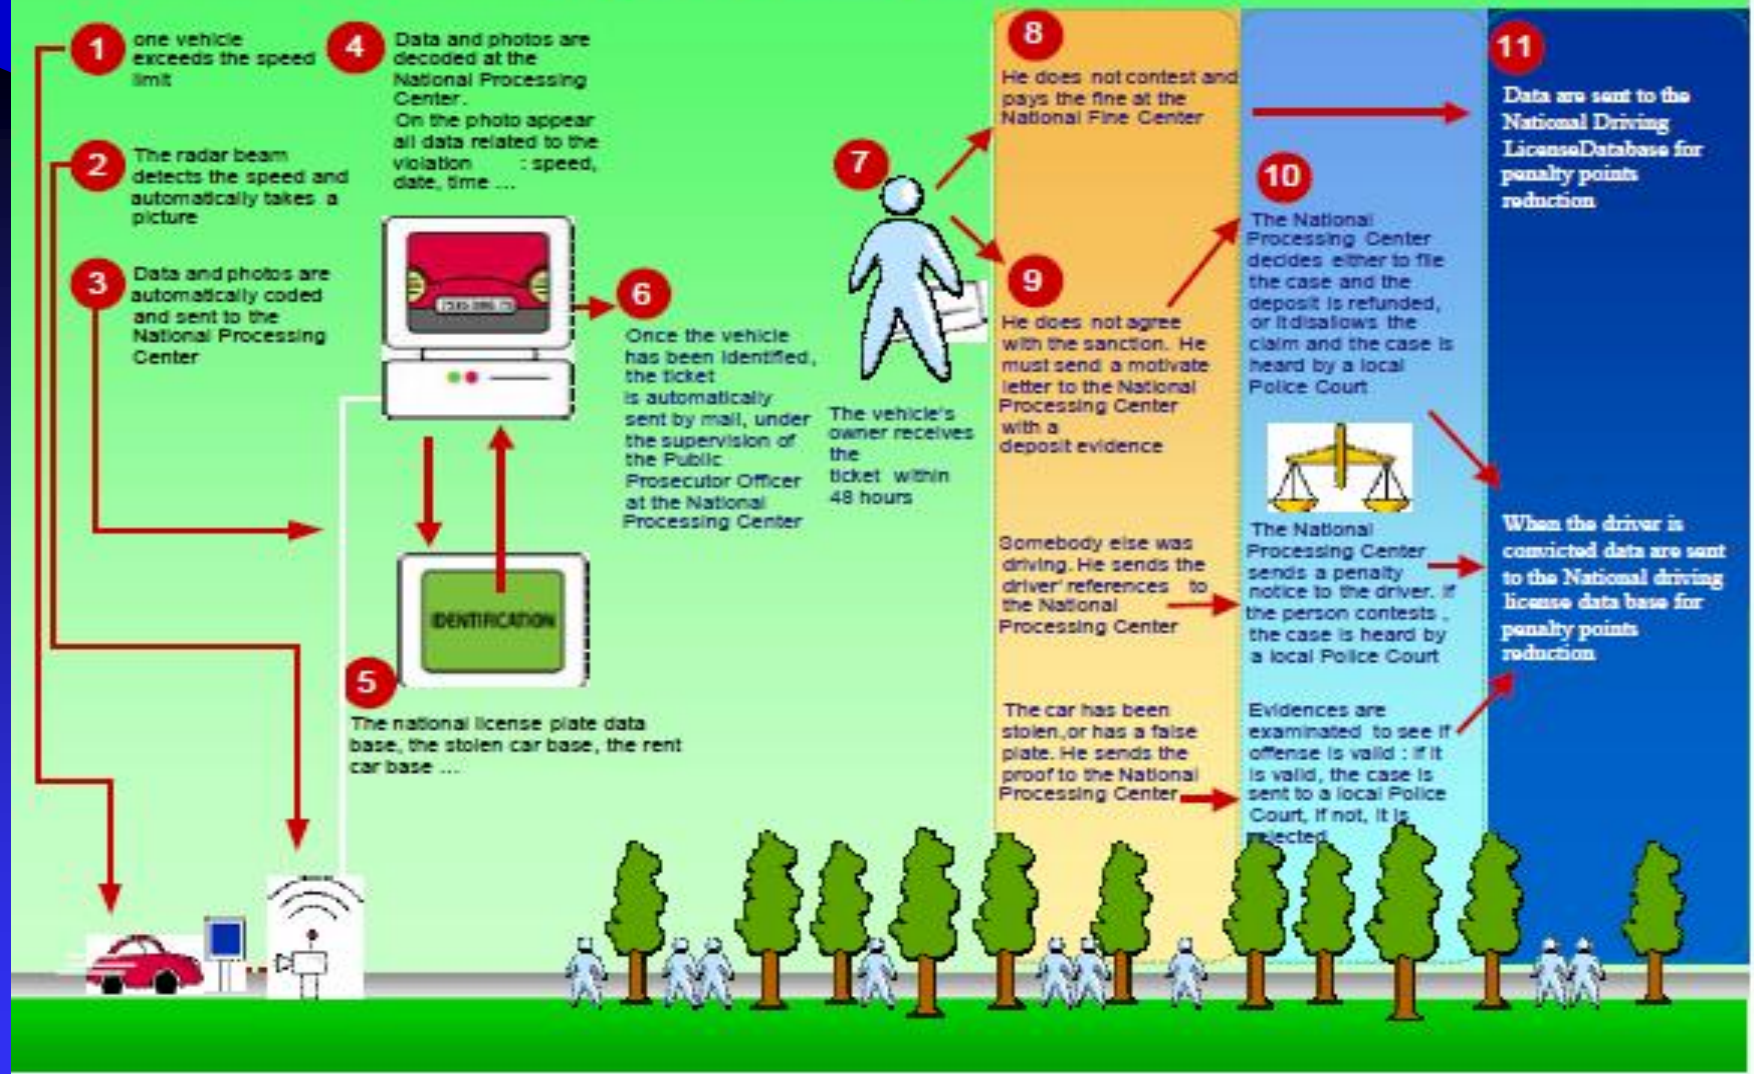 1
one vehicle
exceeds the speed
limit
2
The radar beam
detects the speed and
automatically takes a
picture
3
Data and photos are
automatically coded
and sent to the
National Processing
Center
4
Data and photos are
decoded at the
National Processing
Center.
On the photo appear
all data related to the
violation : speed,
date, time ...
IDENTIFICATION
5
The national license plate data
base, the stolen car base, the rent
car base ...
6
Once the vehicle
has been identified,
the ticket
is automatically
sent by mail, under
the supervision of
the Public
Prosecutor Officer
at the National
Processing Center
7
The vehicle's
owner receives
the
ticket within
48 hours
8
He does not contest and
pays the fine at the
National Fine Center
9
He does not agree
with the sanction. He
must send a motivate
letter to the National
Processing Center
with a
deposit evidence
Somebody else was
driving. He sends the
driver' references to
the National
Processing Center
The car has been
stolen,or has a false
plate. He sends the
proof to the National
Processing Center
10
The National
Processing Center
decides either to file
the case and the
deposit is refunded,
or itdisallows the
claim and the case is
heard by a local
Police Court
The National
Processing Center
sends a penalty
notice to the driver. If
the person contests ,
the case is heard by
a local Police Court
Evidences are
examinated to see if
offense is valid : if it
is valid, the case is
sent to a local Police
Court, if not, it is
rejected
11
Data are sent to the
National Driving
LicenseDatabase for
penalty points
reduction
When the driver is
convicted data are sent
to the National driving
license data base for
penalty points
reduction